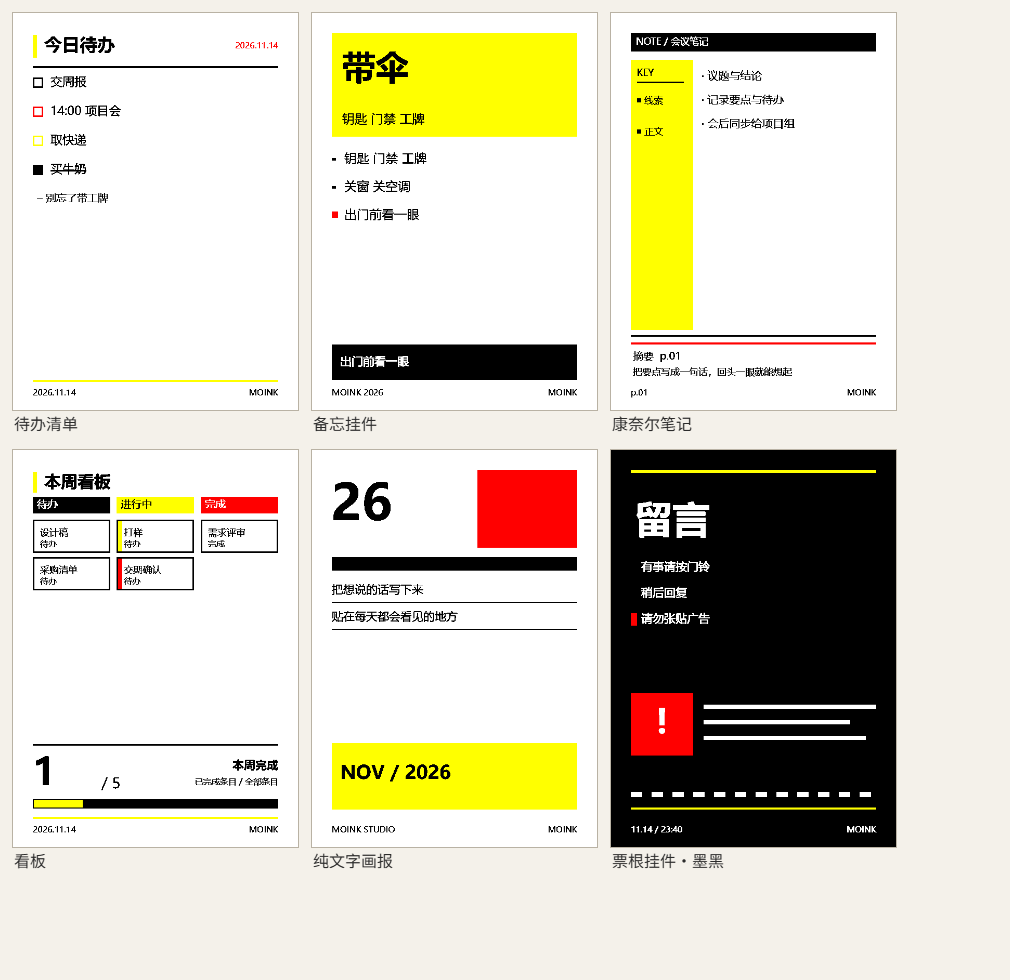 今日待办
2026.11.14
交周报
14:00 项目会
取快递
买牛奶
– 别忘了带工牌
2026.11.14
MOINK
待办清单
带伞
钥匙 门禁 工牌
钥匙 门禁 工牌
关窗 关空调
出门前看一眼
出门前看一眼
MOINK 2026
MOINK
备忘挂件
NOTE / 会议笔记
KEY
线索
正文
· 议题与结论
· 记录要点与待办
· 会后同步给项目组
摘要 p.01
把要点写成一句话，回头一眼就能想起
p.01
MOINK
康奈尔笔记
本周看板
待办
进行中
完成
设计稿
待办
打样
待办
需求评审
完成
采购清单
待办
交期确认
待办
1
/ 5
本周完成
已完成条目 / 全部条目
2026.11.14
MOINK
看板
26
把想说的话写下来
贴在每天都会看见的地方
NOV / 2026
MOINK STUDIO
MOINK
纯文字画报
留言
有事请按门铃
稍后回复
请勿张贴广告
!
11.14 / 23:40
MOINK
票根挂件・墨黑